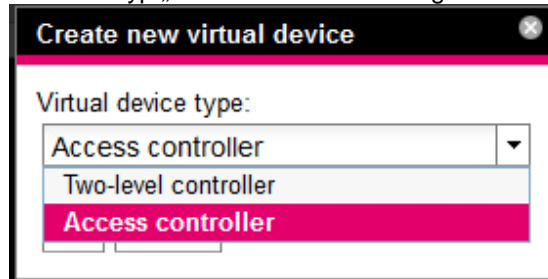 Create new virtual device
Virtual device type:
Access controller
Two-level controller
Access controller